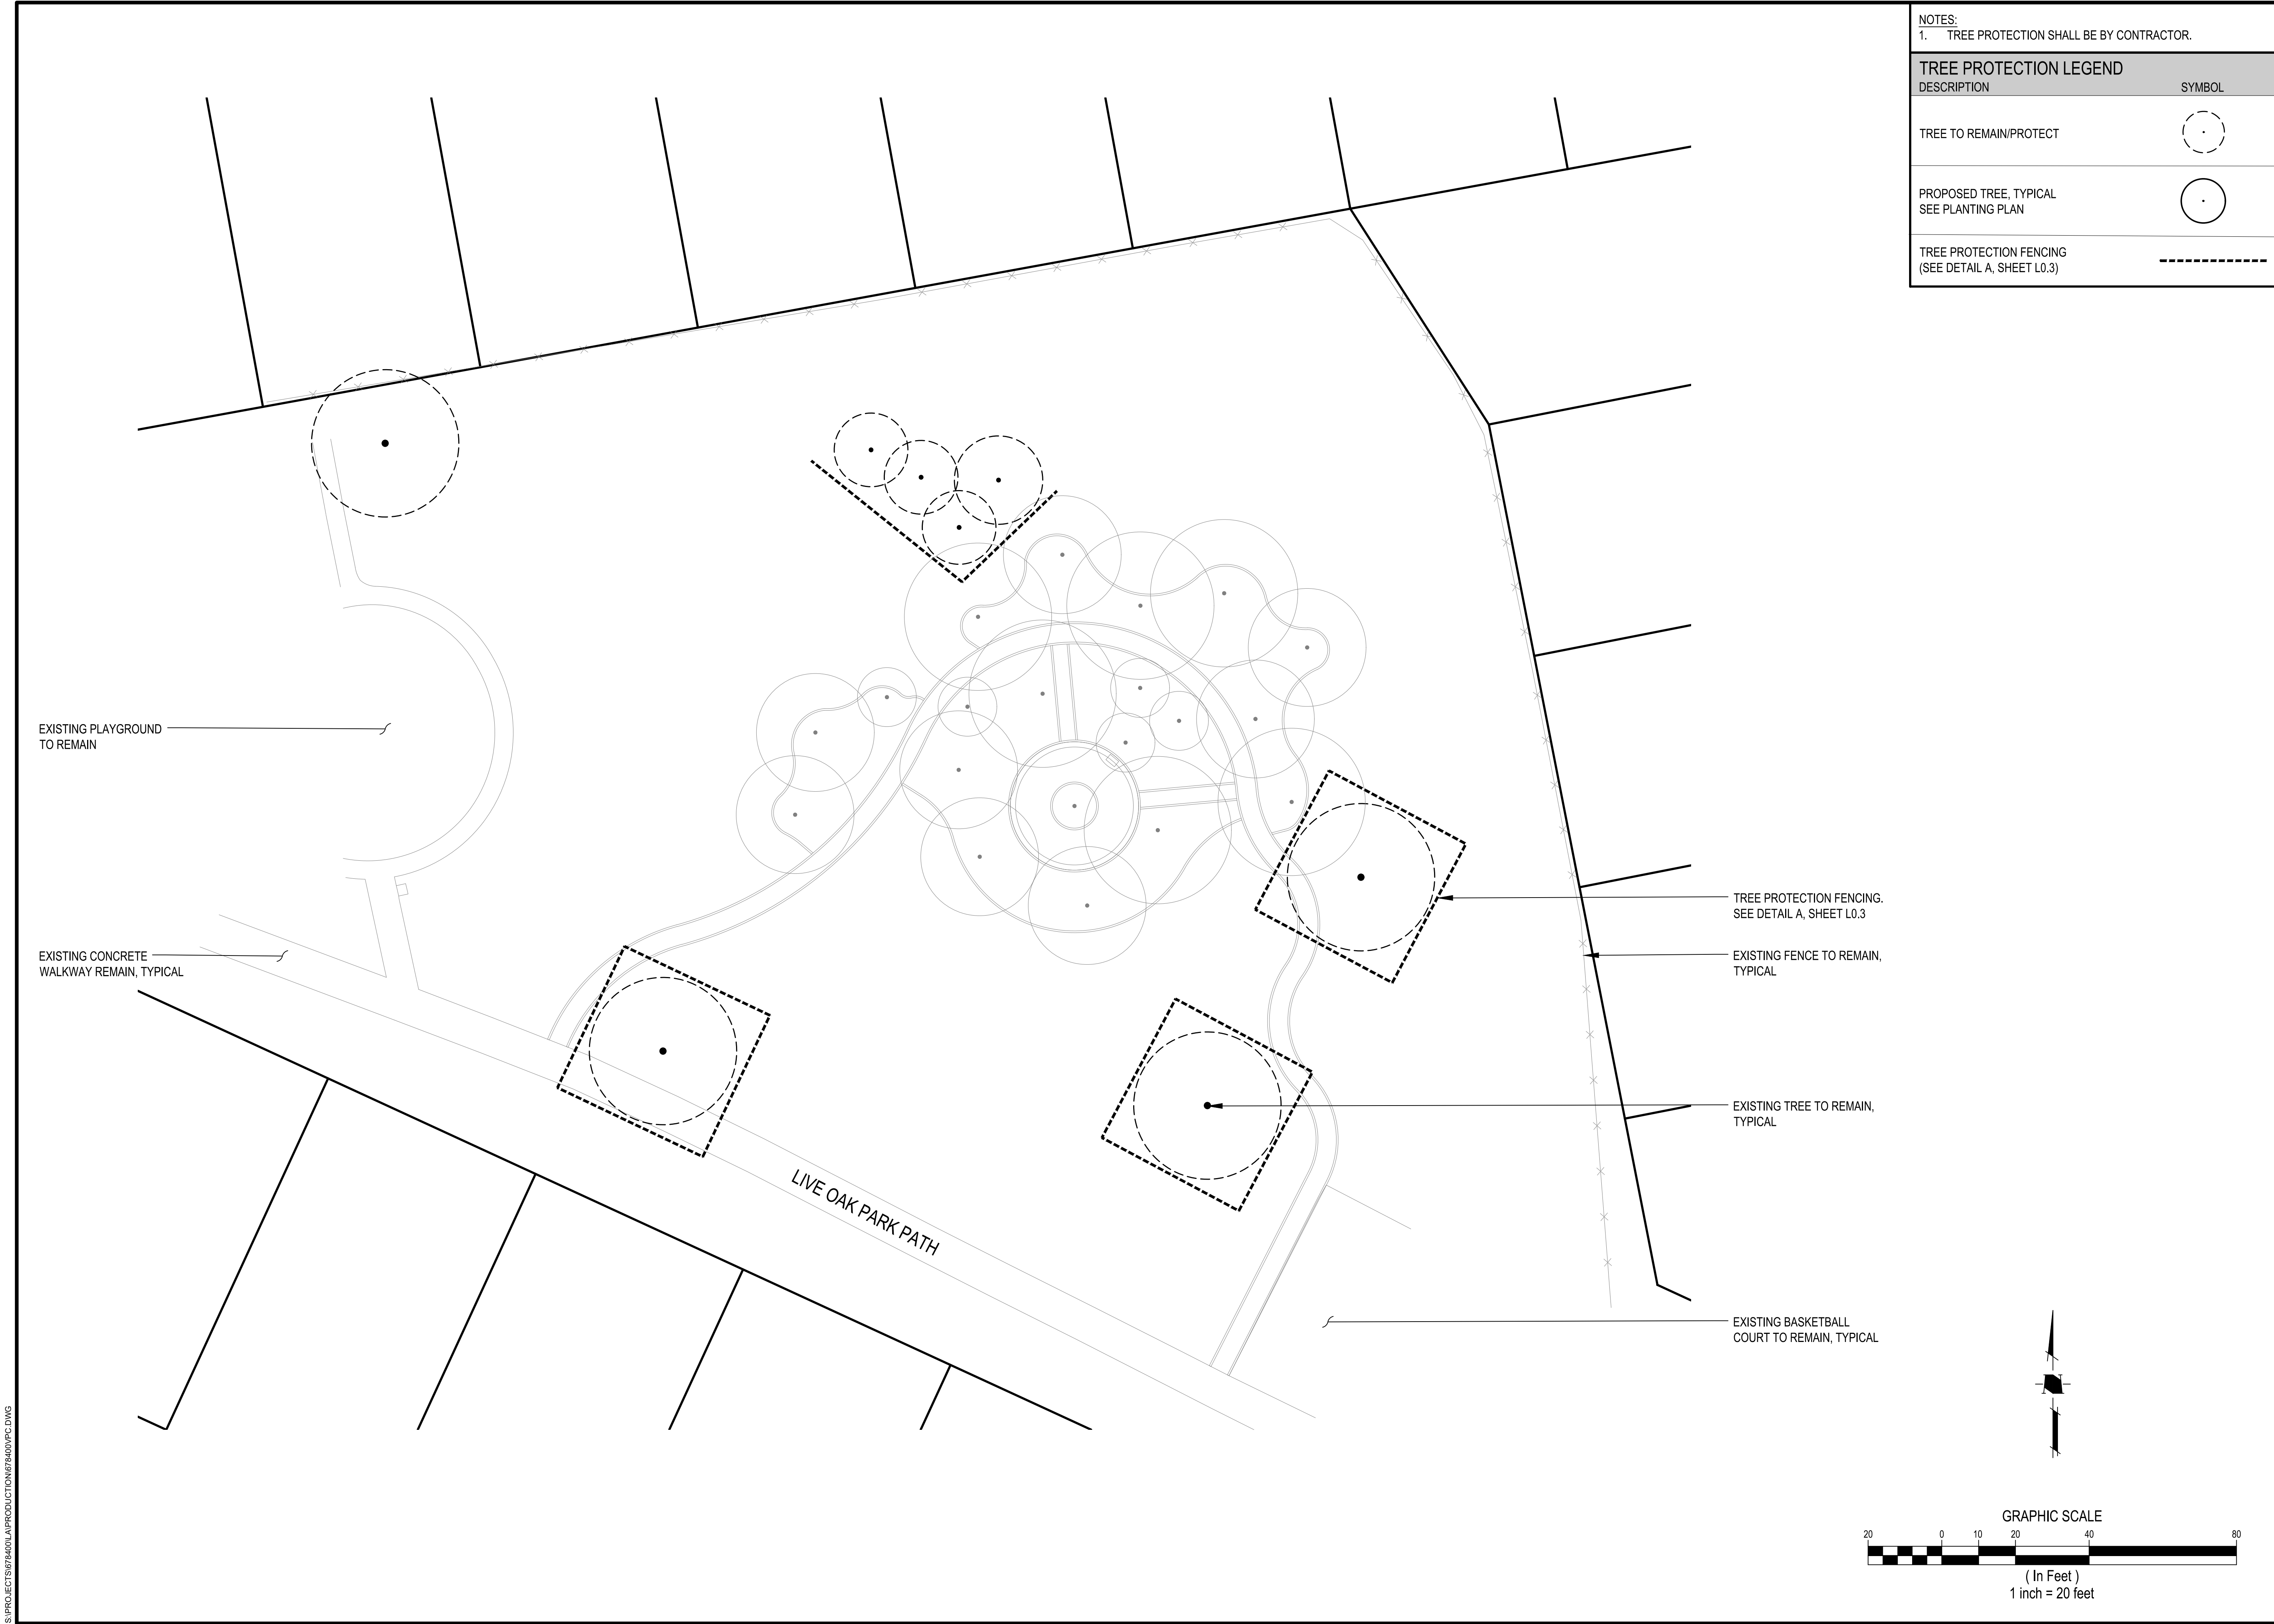 NOTES:
1. TREE PROTECTION SHALL BE BY CONTRACTOR.
TREE PROTECTION LEGEND
DESCRIPTION SYMBOL
TREE TO REMAIN/PROTECT
PROPOSED TREE, TYPICAL
SEE PLANTING PLAN
TREE PROTECTION FENCING
(SEE DETAIL A, SHEET L0.3)
EXISTING PLAYGROUND
TO REMAIN
EXISTING CONCRETE
WALKWAY REMAIN, TYPICAL
TREE PROTECTION FENCING.
SEE DETAIL A, SHEET L0.3
EXISTING FENCE TO REMAIN,
TYPICAL
EXISTING TREE TO REMAIN,
TYPICAL
LIVE OAK PARK PATH
EXISTING BASKETBALL
COURT TO REMAIN, TYPICAL
GRAPHIC SCALE
20 0 10 20 40 80
( In Feet )
1 inch = 20 feet
S:\PROJECTS\678400\LA\PRODUCTION\678400VPC.DWG